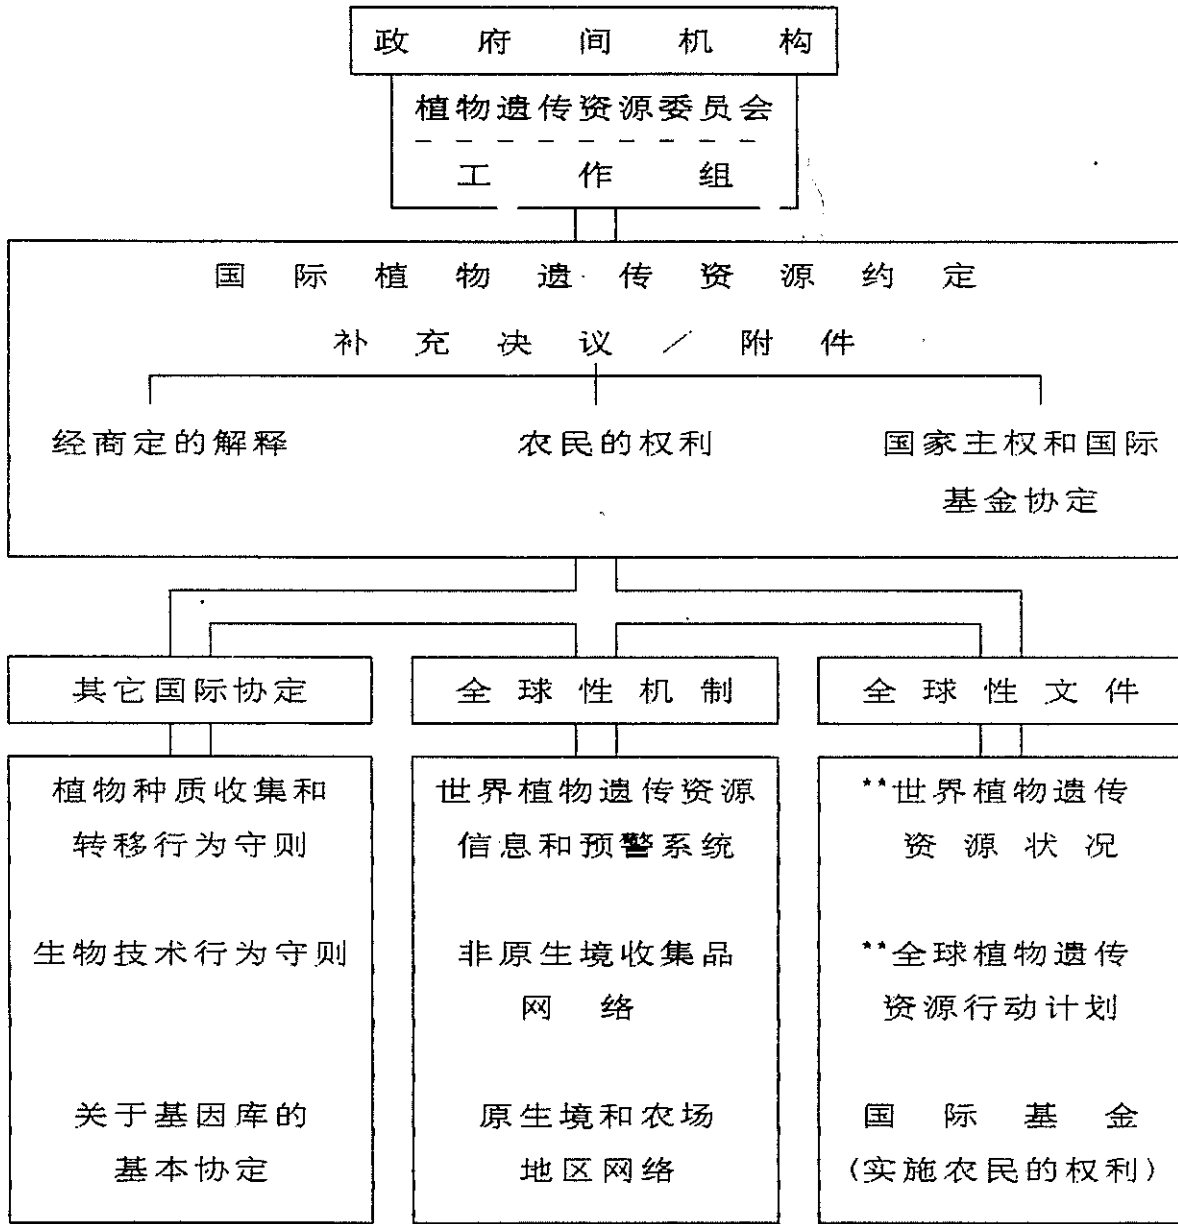 政府间机构
植物遗传资源委员会
工作组
国际植物遗传资源约定
补充决议/附件
经商定的解释
农民的权利
国家主权和国际
基金协定
其它国际协定
植物种质收集和
转移行为守则
生物技术行为守则
关于基因库的
基本协定
全球性机制
世界植物遗传资源
信息和预警系统
非原生境收集品
网络
原生境和农场
地区网络
全球性文件
**世界植物遗传
资源状况
**全球植物遗传
资源行动计划
国际基金
(实施农民的权利)